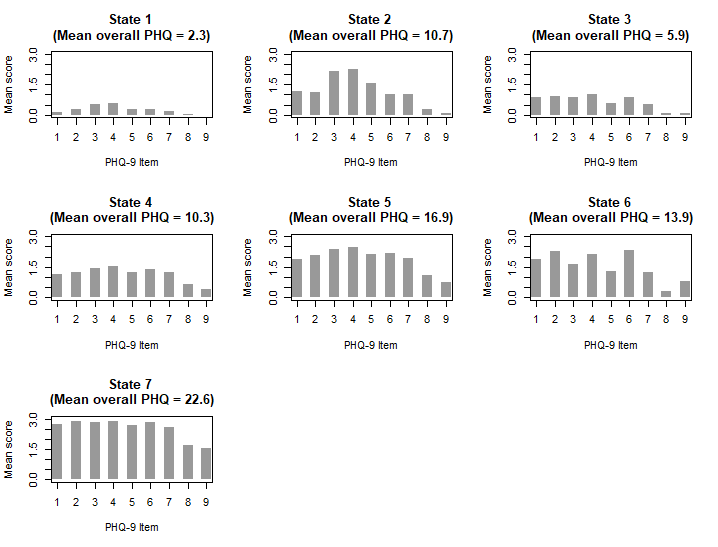 State 1
(Mean overall PHQ = 2.3)
Mean score
3.0
1.5
0.0
1 2 3 4 5 6 7 8 9
PHQ-9 Item
State 2
(Mean overall PHQ = 10.7)
Mean score
3.0
1.5
0.0
1 2 3 4 5 6 7 8 9
PHQ-9 Item
State 3
(Mean overall PHQ = 5.9)
Mean score
3.0
1.5
0.0
1 2 3 4 5 6 7 8 9
PHQ-9 Item
State 4
(Mean overall PHQ = 10.3)
Mean score
3.0
1.5
0.0
1 2 3 4 5 6 7 8 9
PHQ-9 Item
State 5
(Mean overall PHQ = 16.9)
Mean score
3.0
1.5
0.0
1 2 3 4 5 6 7 8 9
PHQ-9 Item
State 6
(Mean overall PHQ = 13.9)
Mean score
3.0
1.5
0.0
1 2 3 4 5 6 7 8 9
PHQ-9 Item
State 7
(Mean overall PHQ = 22.6)
Mean score
3.0
1.5
0.0
1 2 3 4 5 6 7 8 9
PHQ-9 Item